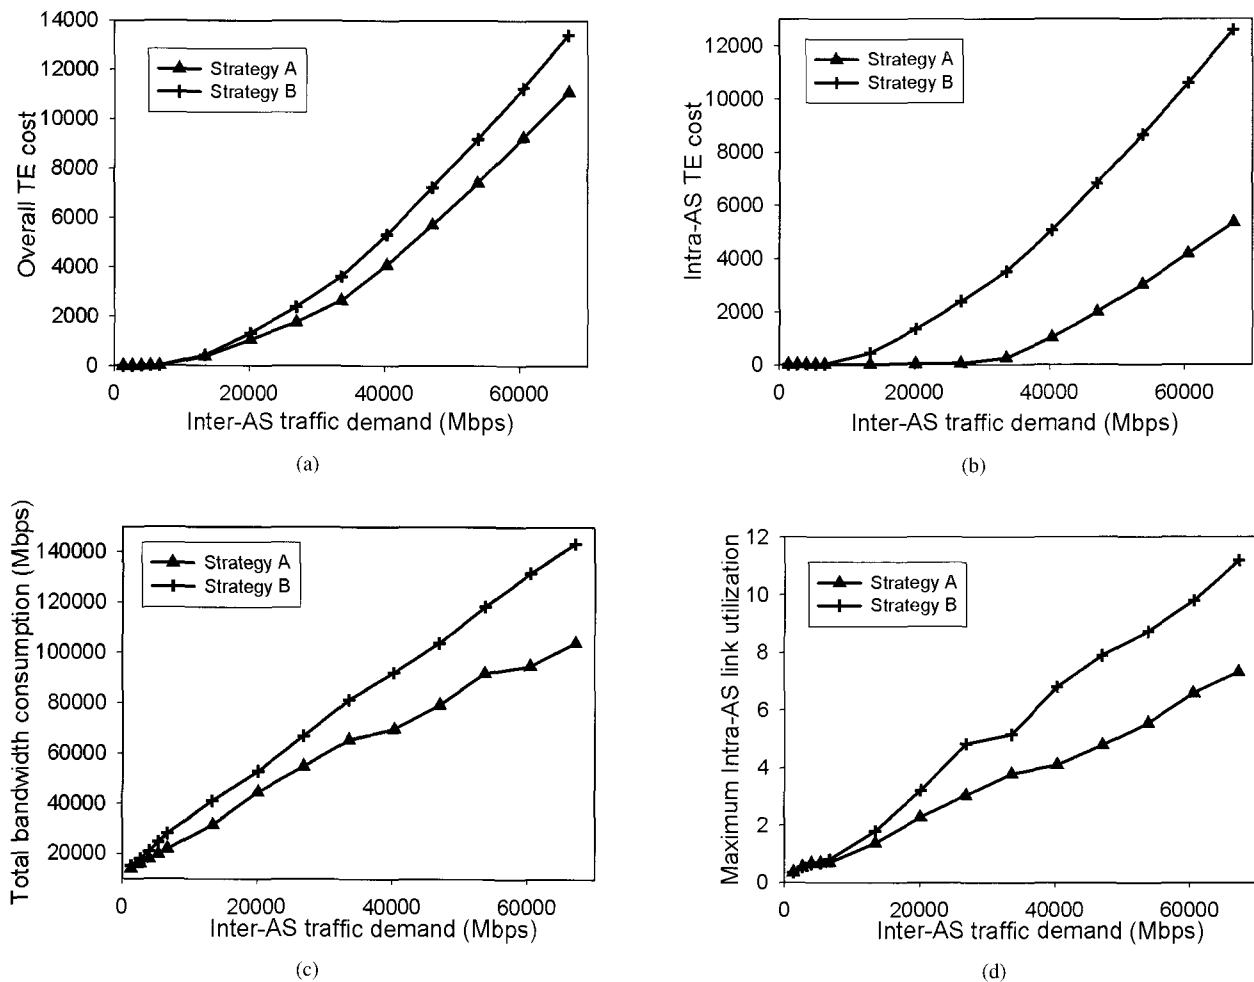 14000
12000
10000
8000
6000
4000
2000
0
Overall TE cost
Strategy A
Strategy B
0 20000 40000 60000
Inter-AS traffic demand (Mbps)
(a)
12000
10000
8000
6000
4000
2000
0
Intra-AS TE cost
Strategy A
Strategy B
0 20000 40000 60000
Inter-AS traffic demand (Mbps)
(b)
140000
120000
100000
80000
60000
40000
20000
Total bandwidth consumption (Mbps)
Strategy A
Strategy B
0 20000 40000 60000
Inter-AS traffic demand (Mbps)
(c)
12
10
8
6
4
2
0
Maximum Intra-AS link utilization
Strategy A
Strategy B
0 20000 40000 60000
Inter-AS traffic demand (Mbps)
(d)